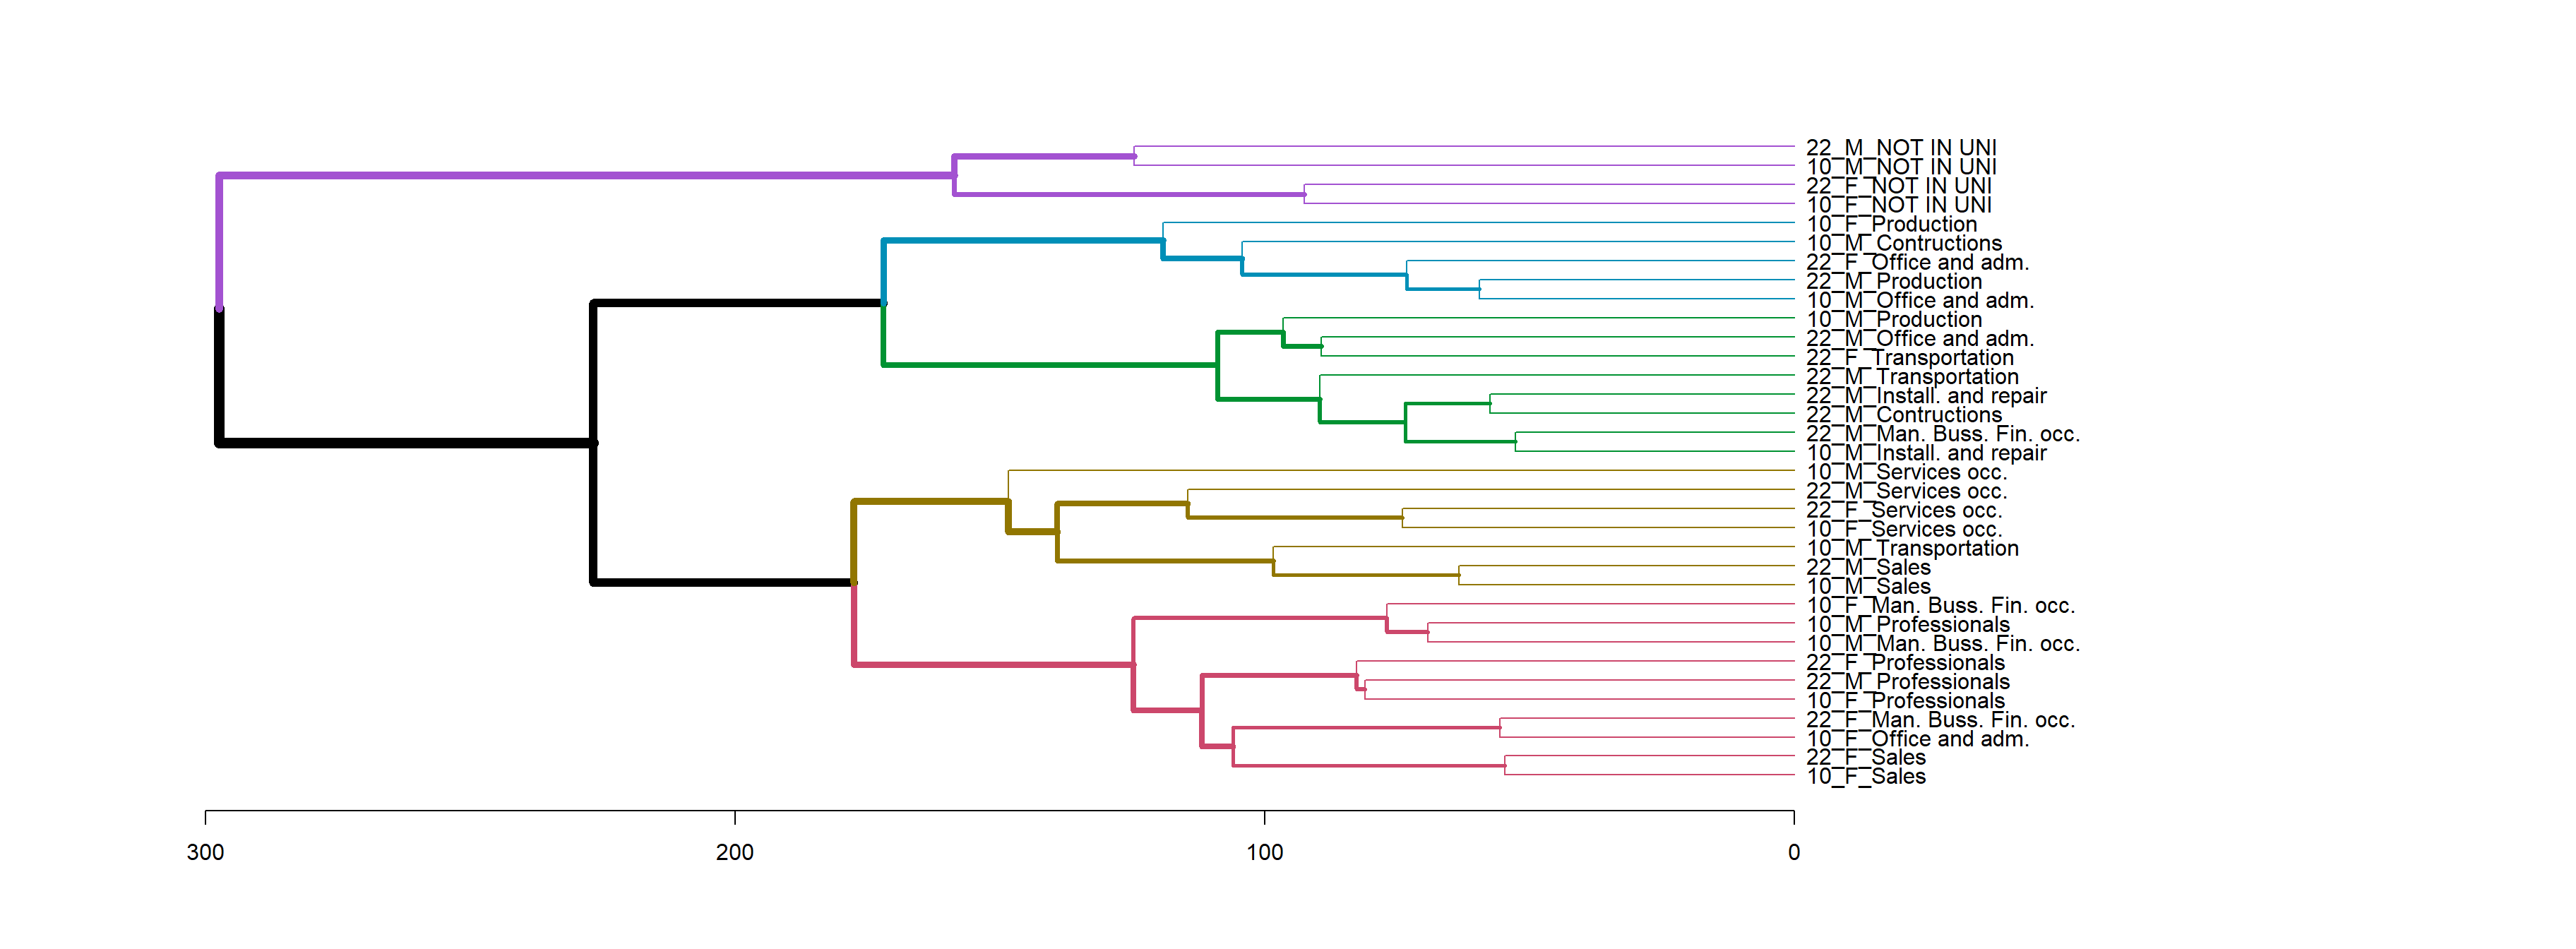 22_M_NOT IN UNI
10_M_NOT IN UNI
22_F_NOT IN UNI
10_F_NOT IN UNI
10_F_Production
10_M_Contructions
22_F_Office and adm.
22_M_Production
10_M_Office and adm.
10_M_Production
22_M_Office and adm.
22_F_Transportation
22_M_Transportation
22_M_Install. and repair
22_M_Contructions
22_M_Man. Buss. Fin. occ.
10_M_Install. and repair
10_M_Services occ.
22_M_Services occ.
22_F_Services occ.
10_F_Services occ.
10_M_Transportation
22_M_Sales
10_M_Sales
10_F_Man. Buss. Fin. occ.
10_M_Professionals
10_M_Man. Buss. Fin. occ.
22_F_Professionals
22_M_Professionals
10_F_Professionals
22_F_Man. Buss. Fin. occ.
10_F_Office and adm.
22_F_Sales
10_F_Sales
300 200 100 0